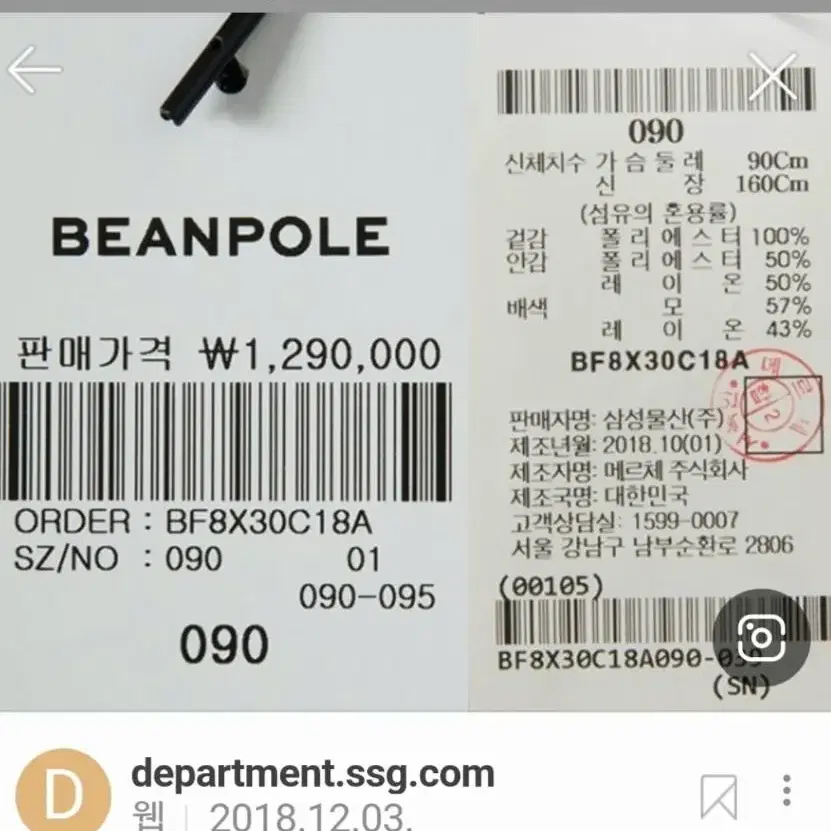 BEANPOLE
판매가격 ₩1,290,000
ORDER : BF8X30C18A
SZ/NO : 090 01
090-095
090
090
신체치수 가슴둘레 90Cm
신장 160Cm
(섬유의 혼용률)
겉감 폴리에스터 100%
안감 폴리에스터 50%
레이온 50%
배색 모 57%
레이온 43%
BF8X30C18A
판매자명: 삼성물산(주)
제조년월: 2018.10(01)
제조자명: 메르체 주식회사
제조국명: 대한민국
고객상담실: 1599-0007
서울 강남구 남부순환로 2806
(00105)
BF8X30C18A090-039
(SN)
D
department.ssg.com
웹 | 2018.12.03.